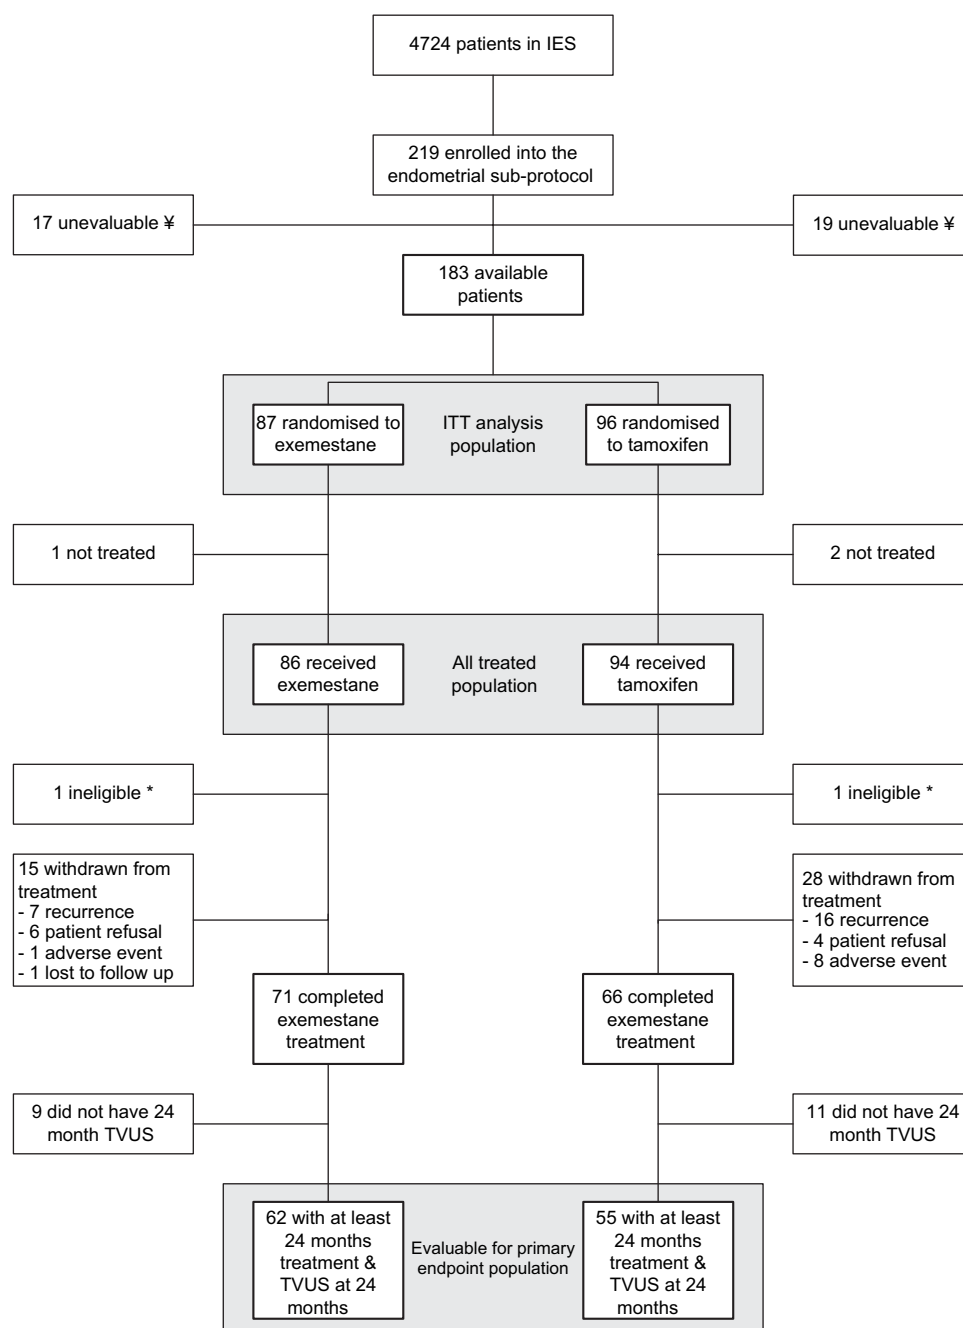 4724 patients in IES
219 enrolled into the
endometrial sub-protocol
17 unevaluable ¥
19 unevaluable ¥
183 available
patients
87 randomised to
exemestane
ITT analysis
population
96 randomised
to tamoxifen
1 not treated
2 not treated
86 received
exemestane
All treated
population
94 received
tamoxifen
1 ineligible *
1 ineligible *
15 withdrawn from
treatment
- 7 recurrence
- 6 patient refusal
- 1 adverse event
- 1 lost to follow up
28 withdrawn from
treatment
- 16 recurrence
- 4 patient refusal
- 8 adverse event
71 completed
exemestane
treatment
66 completed
exemestane
treatment
9 did not have 24
month TVUS
11 did not have 24
month TVUS
62 with at least
24 months
treatment &
TVUS at 24
months
Evaluable for primary
endpoint population
55 with at least
24 months
treatment &
TVUS at 24
months